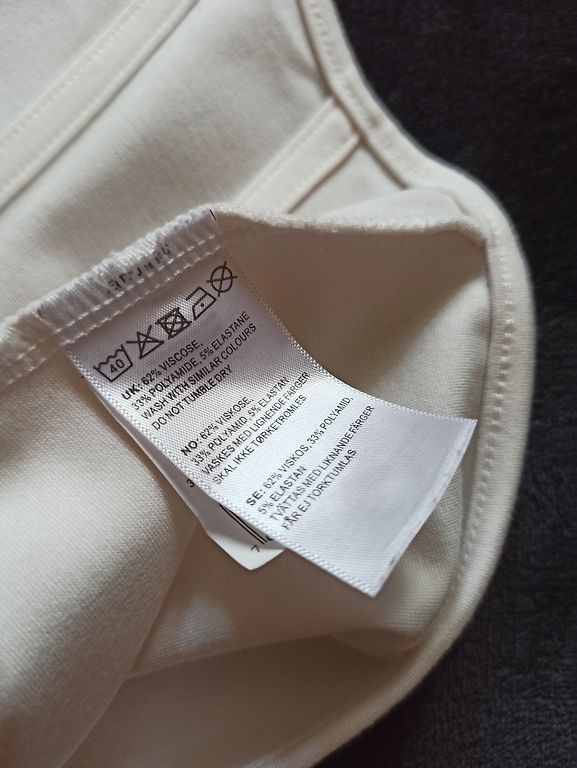 40
UK: 62% VISCOSE,
33% POLYAMIDE, 5% ELASTANE
WASH WITH SIMILAR COLOURS
DO NOT TUMBLE DRY
NO: 62% VISKOSE,
33% POLYAMID, 5% ELASTAN
VASKES MED LIGNENDE FARGER
SKAL IKKE TØRKETROMLES
SE: 62% VISKOS, 33% POLYAMID,
5% ELASTAN
TVÄTTAS MED LIKNANDE FÄRGER
FÅR EJ TORKTUMLAS
3
7